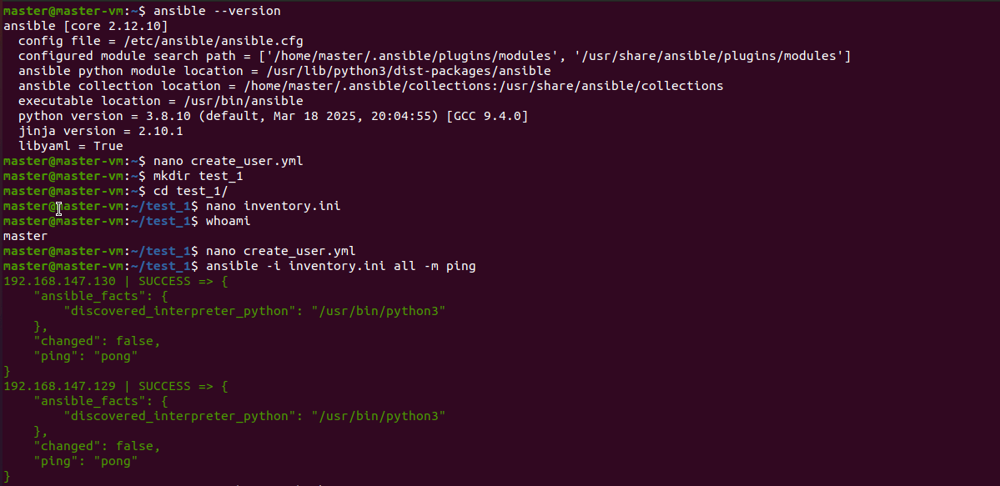 master@master-vm:~$ ansible --version
ansible [core 2.12.10]
  config file = /etc/ansible/ansible.cfg
  configured module search path = ['/home/master/.ansible/plugins/modules', '/usr/share/ansible/plugins/modules']
  ansible python module location = /usr/lib/python3/dist-packages/ansible
  ansible collection location = /home/master/.ansible/collections:/usr/share/ansible/collections
  executable location = /usr/bin/ansible
  python version = 3.8.10 (default, Mar 18 2025, 20:04:55) [GCC 9.4.0]
  jinja version = 2.10.1
  libyaml = True
master@master-vm:~$ nano create_user.yml
master@master-vm:~$ mkdir test_1
master@master-vm:~$ cd test_1/
master@master-vm:~/test_1$ nano inventory.ini
master@master-vm:~/test_1$ whoami
master
master@master-vm:~/test_1$ nano create_user.yml
master@master-vm:~/test_1$ ansible -i inventory.ini all -m ping
192.168.147.130 | SUCCESS => {
    "ansible_facts": {
        "discovered_interpreter_python": "/usr/bin/python3"
    },
    "changed": false,
    "ping": "pong"
}
192.168.147.129 | SUCCESS => {
    "ansible_facts": {
        "discovered_interpreter_python": "/usr/bin/python3"
    },
    "changed": false,
    "ping": "pong"
}